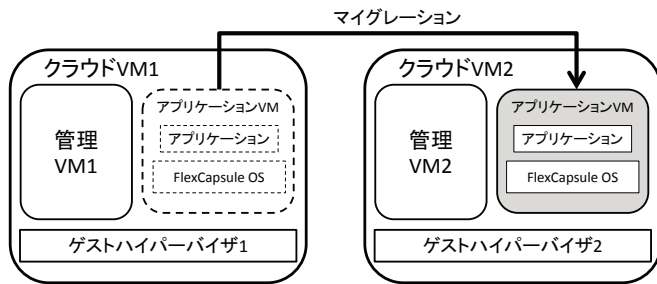 マイグレーション
クラウドVM1
管理
VM1
アプリケーションVM
アプリケーション
FlexCapsule OS
ゲストハイパーバイザ1
クラウドVM2
管理
VM2
アプリケーションVM
アプリケーション
FlexCapsule OS
ゲストハイパーバイザ2